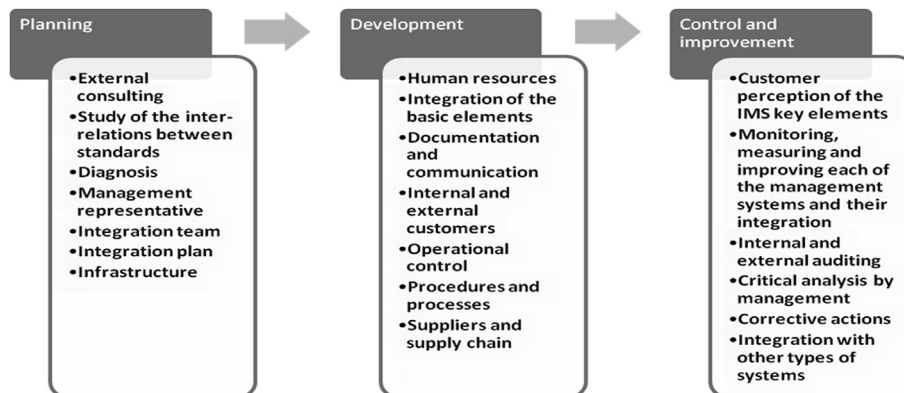 Planning
•External
consulting
•Study of the inter-
relations between
standards
•Diagnosis
•Management
representative
•Integration team
•Integration plan
•Infrastructure
Development
•Human resources
•Integration of the
basic elements
•Documentation
and
communication
•Internal and
external
customers
•Operational
control
•Procedures and
processes
•Suppliers and
supply chain
Control and
improvement
•Customer
perception of the
IMS key elements
•Monitoring,
measuring and
improving each of
the management
systems and their
integration
•Internal and
external auditing
•Critical analysis by
management
•Corrective actions
•Integration with
other types of
systems